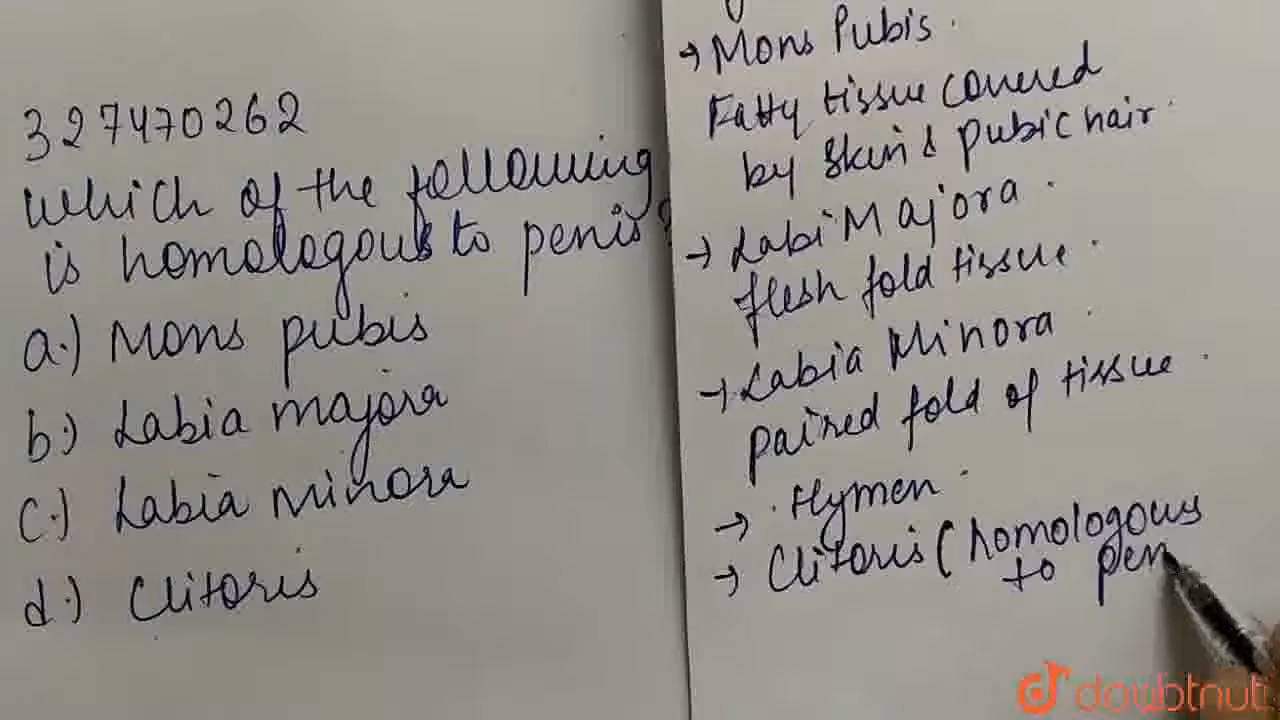 327470262
Which of the following
is homologous to penis?
a.) Mons pubis
b.) Labia majora
c.) Labia minora
d.) Clitoris
→ Mons Pubis.
Fatty tissue covered
by skin & pubic hair.
→ Labi Majora.
flesh fold tissue.
→ Labia Minora.
paired fold of tissue.
→ Hymen.
→ Clitoris (homologous
to pen
doubtnut